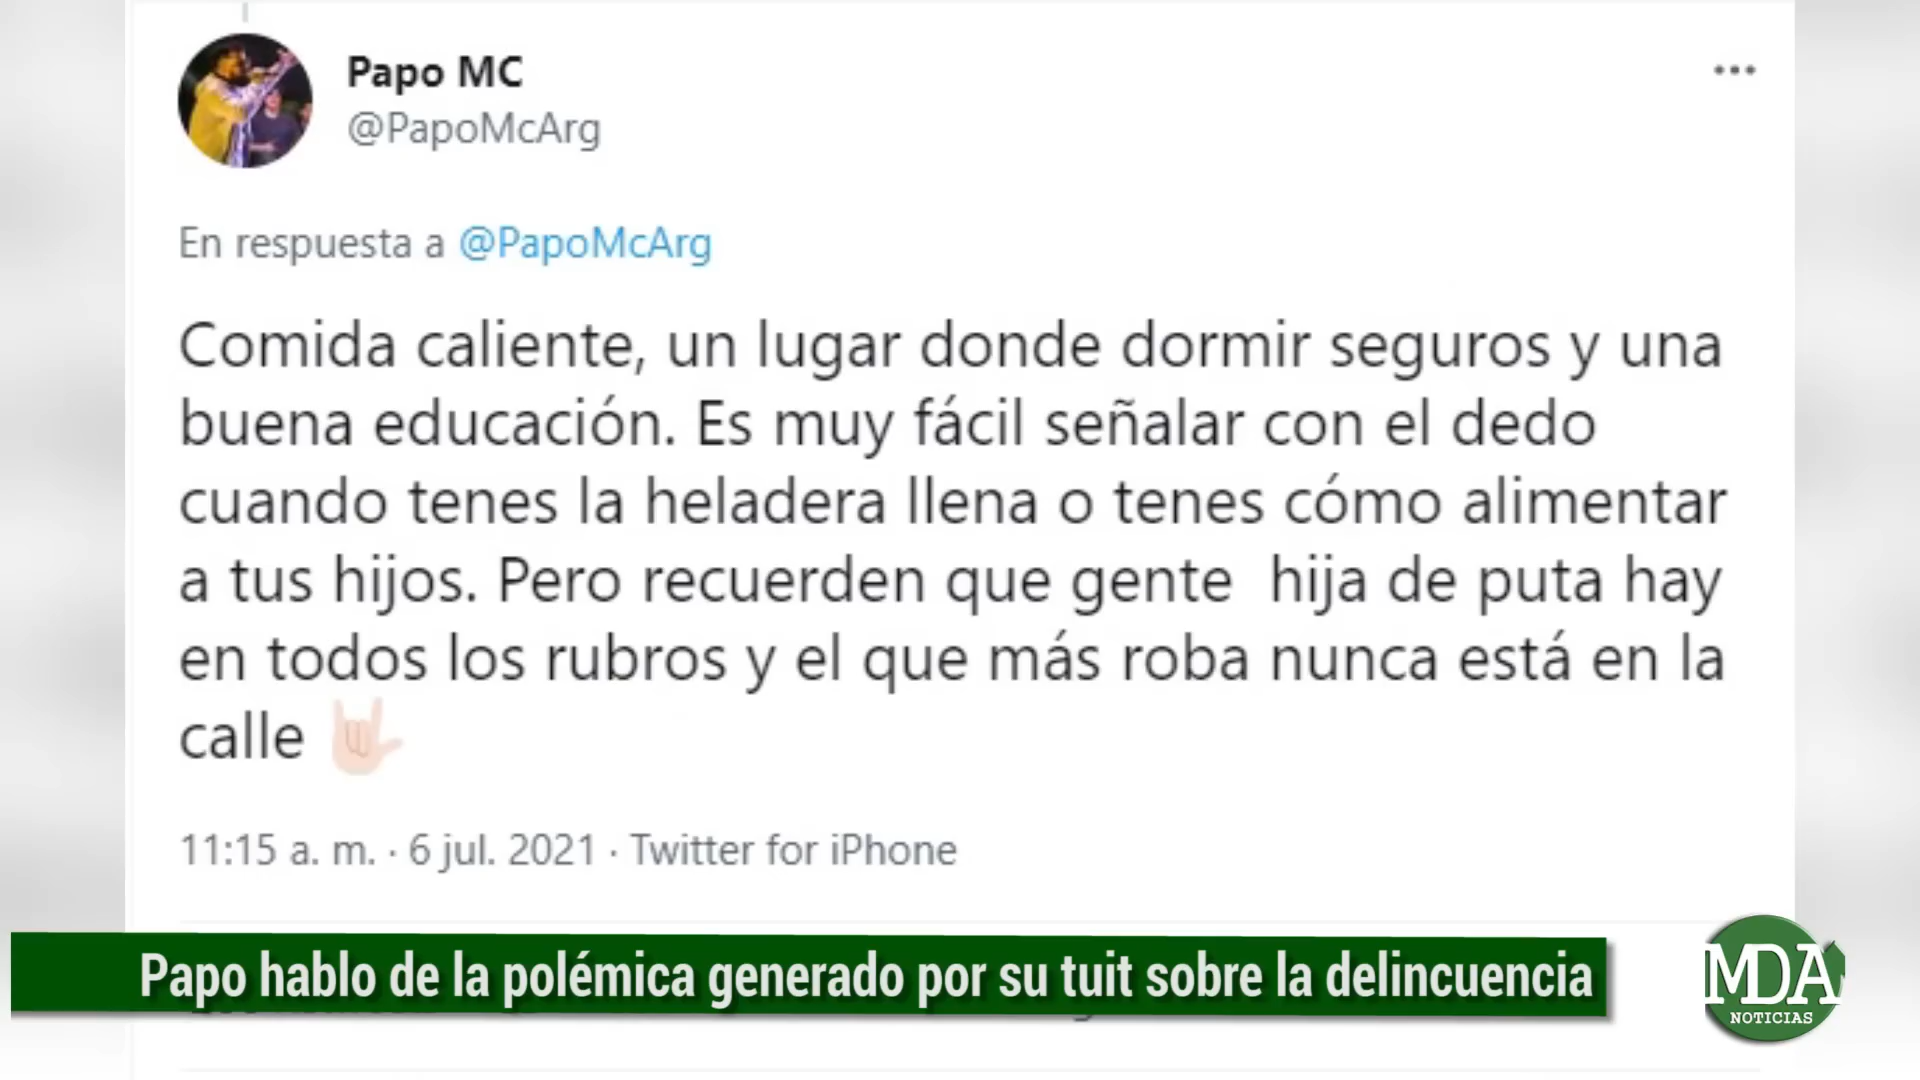 Papo MC
@PapoMcArg
En respuesta a @PapoMcArg
Comida caliente, un lugar donde dormir seguros y una
buena educación. Es muy fácil señalar con el dedo
cuando tenes la heladera llena o tenes cómo alimentar
a tus hijos. Pero recuerden que gente  hija de puta hay
en todos los rubros y el que más roba nunca está en la
calle 🤟🏻
11:15 a. m. · 6 jul. 2021 · Twitter for iPhone
Papo hablo de la polémica generado por su tuit sobre la delincuencia
MDA
NOTICIAS